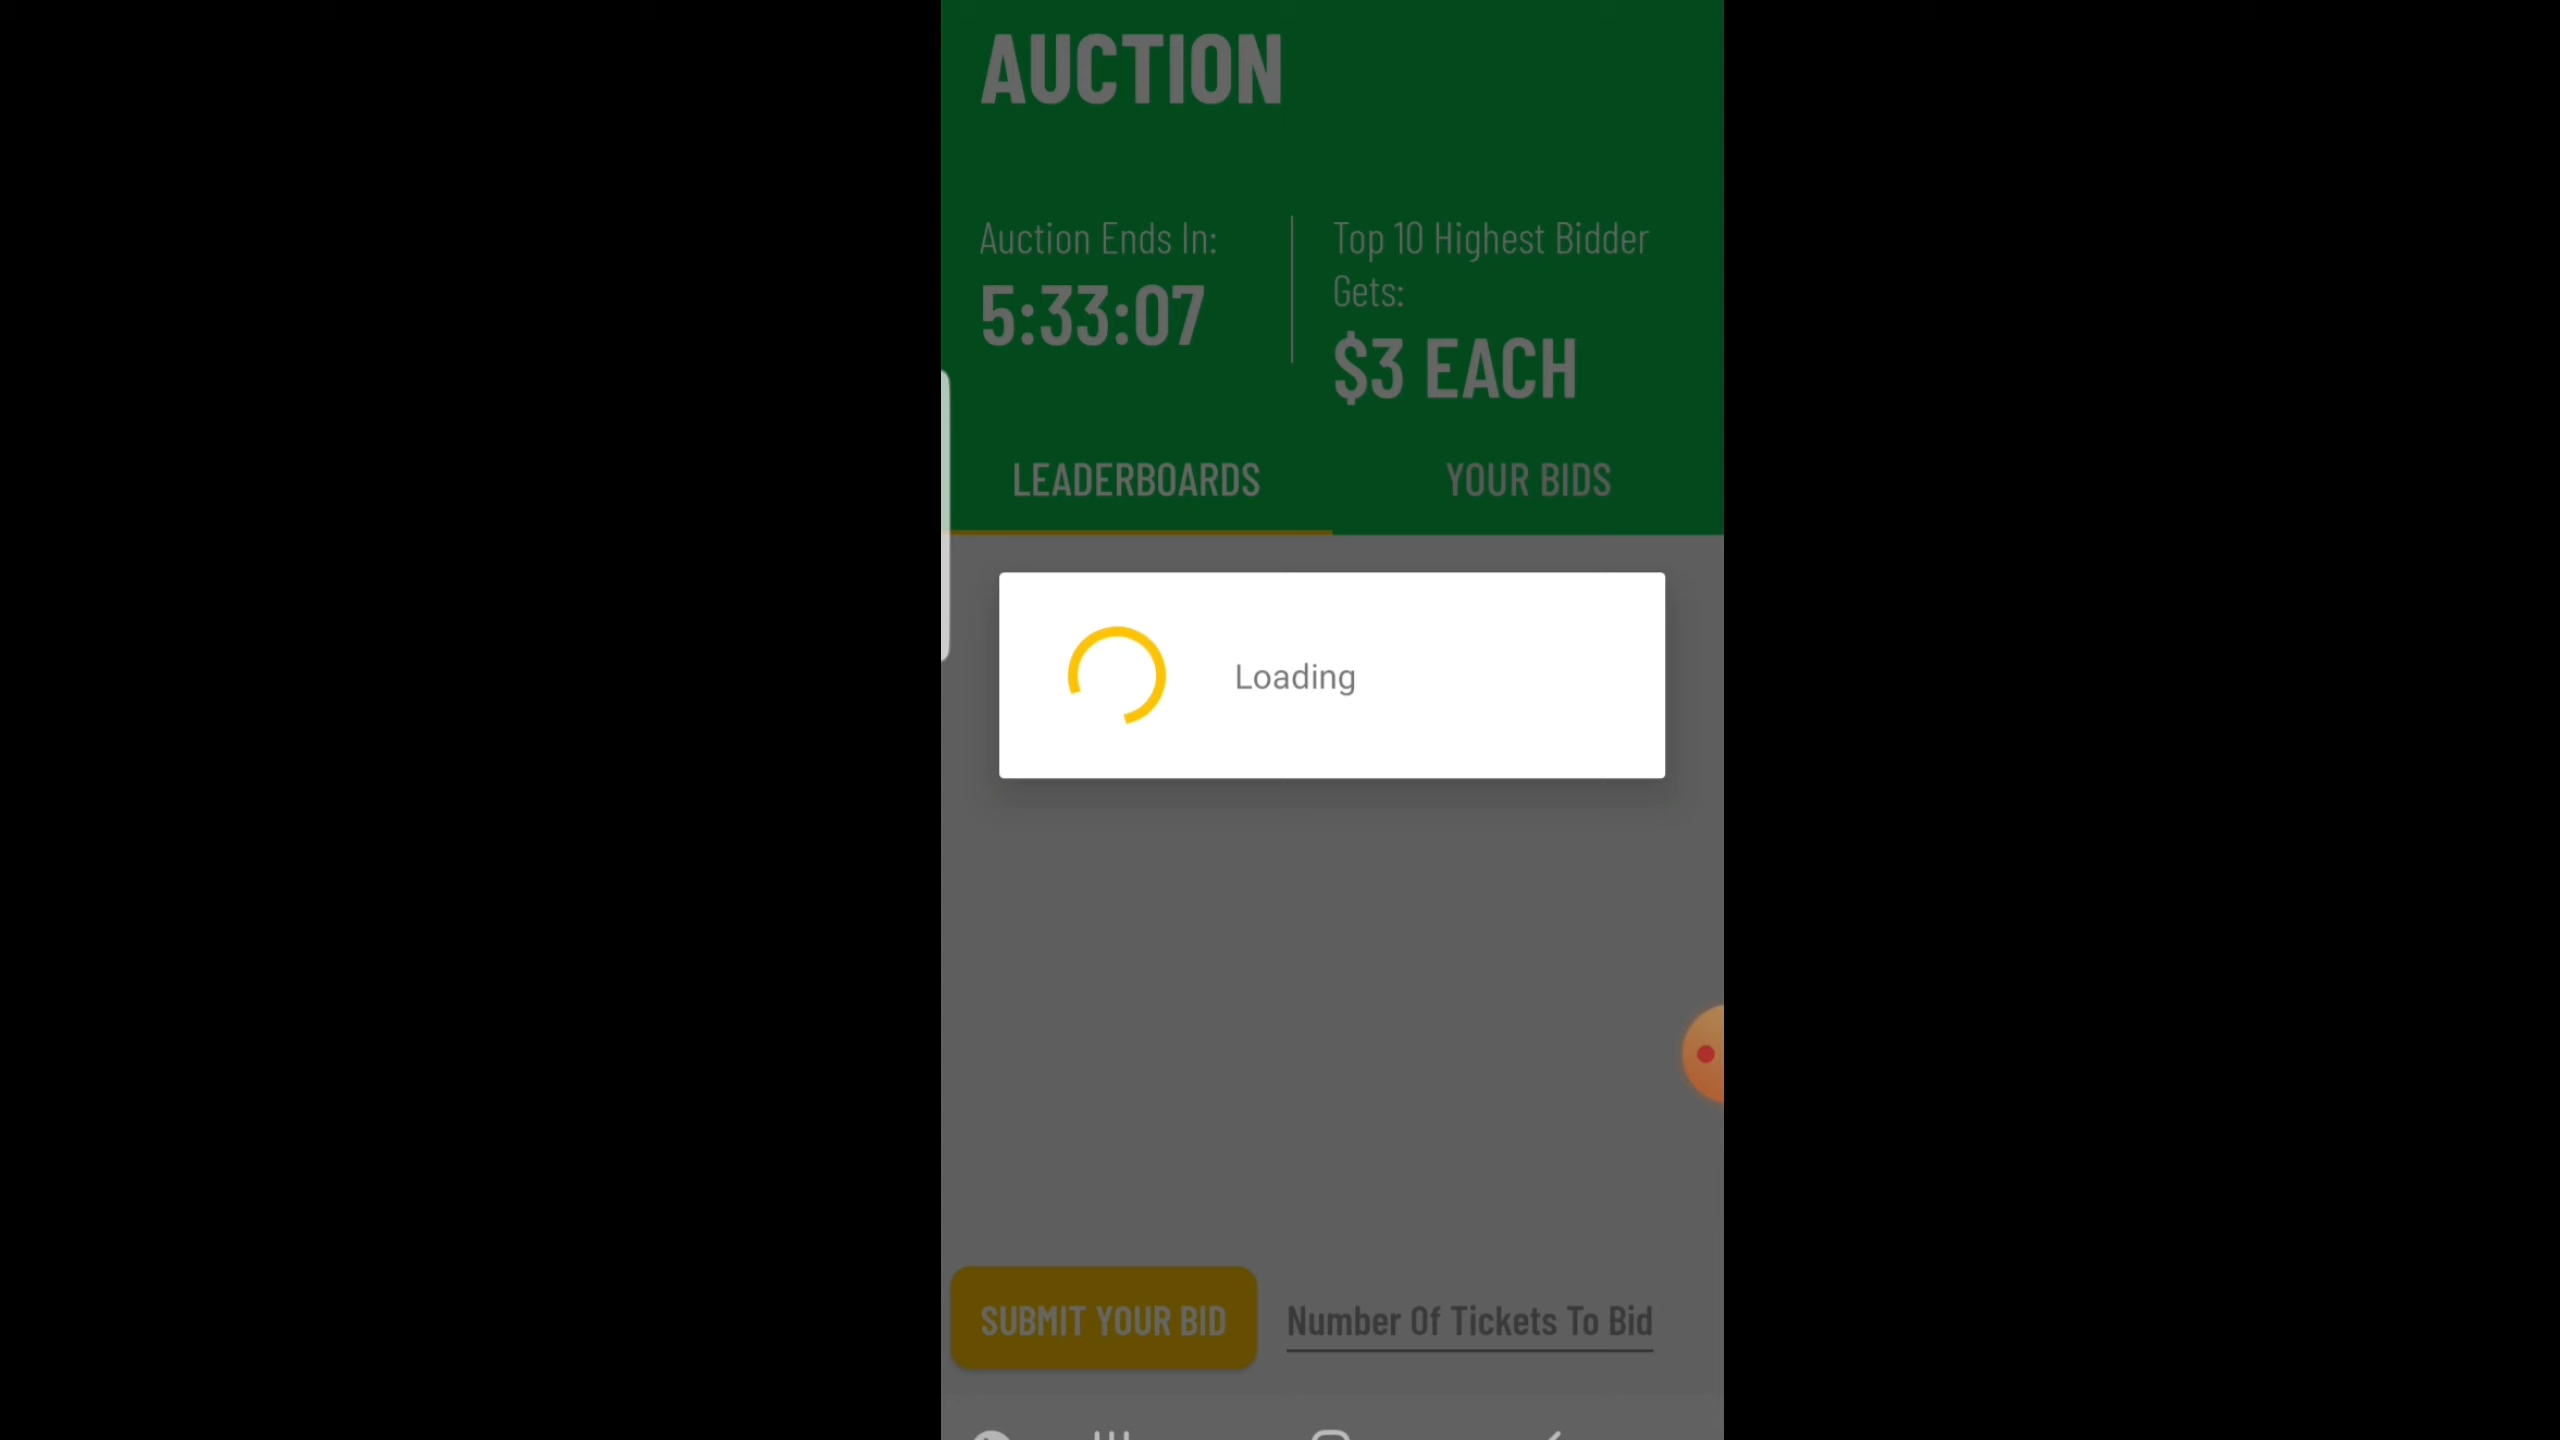 AUCTION
Auction Ends In:
5:33:07
Top 10 Highest Bidder
Gets:
$3 EACH
LEADERBOARDS
YOUR BIDS
Loading
SUBMIT YOUR BID
Number Of Tickets To Bid